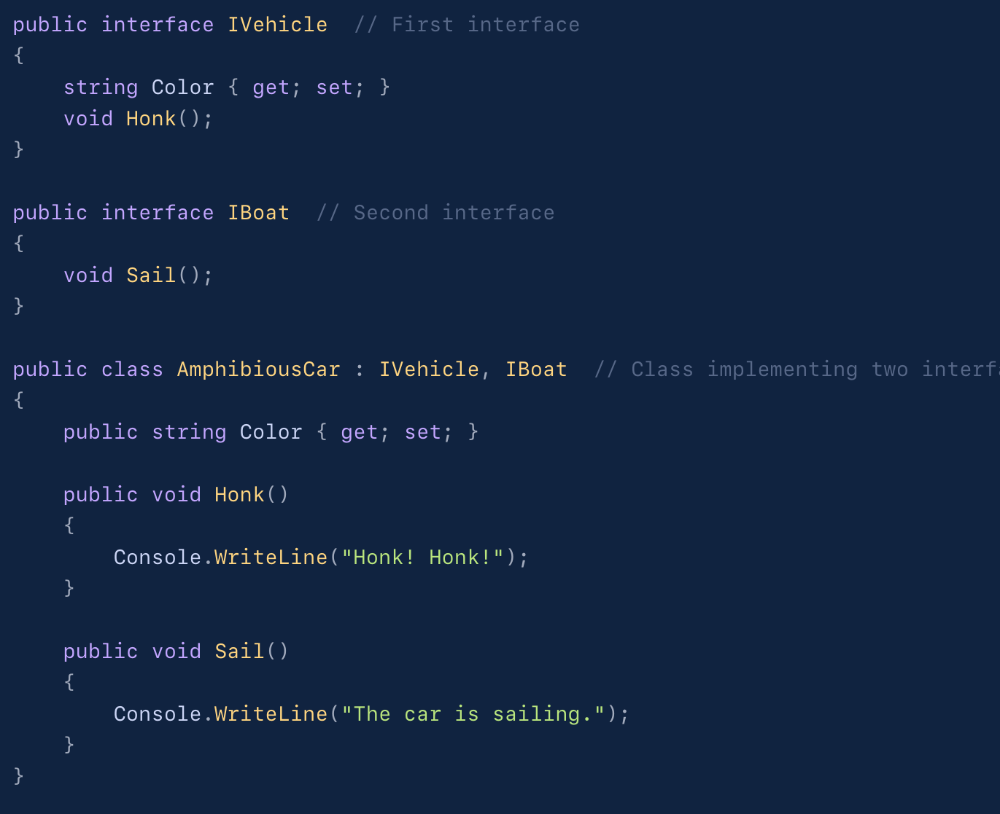 public interface IVehicle  // First interface
{
    string Color { get; set; }
    void Honk();
}

public interface IBoat  // Second interface
{
    void Sail();
}

public class AmphibiousCar : IVehicle, IBoat  // Class implementing two
{
    public string Color { get; set; }

    public void Honk()
    {
        Console.WriteLine("Honk! Honk!");
    }

    public void Sail()
    {
        Console.WriteLine("The car is sailing.");
    }
}